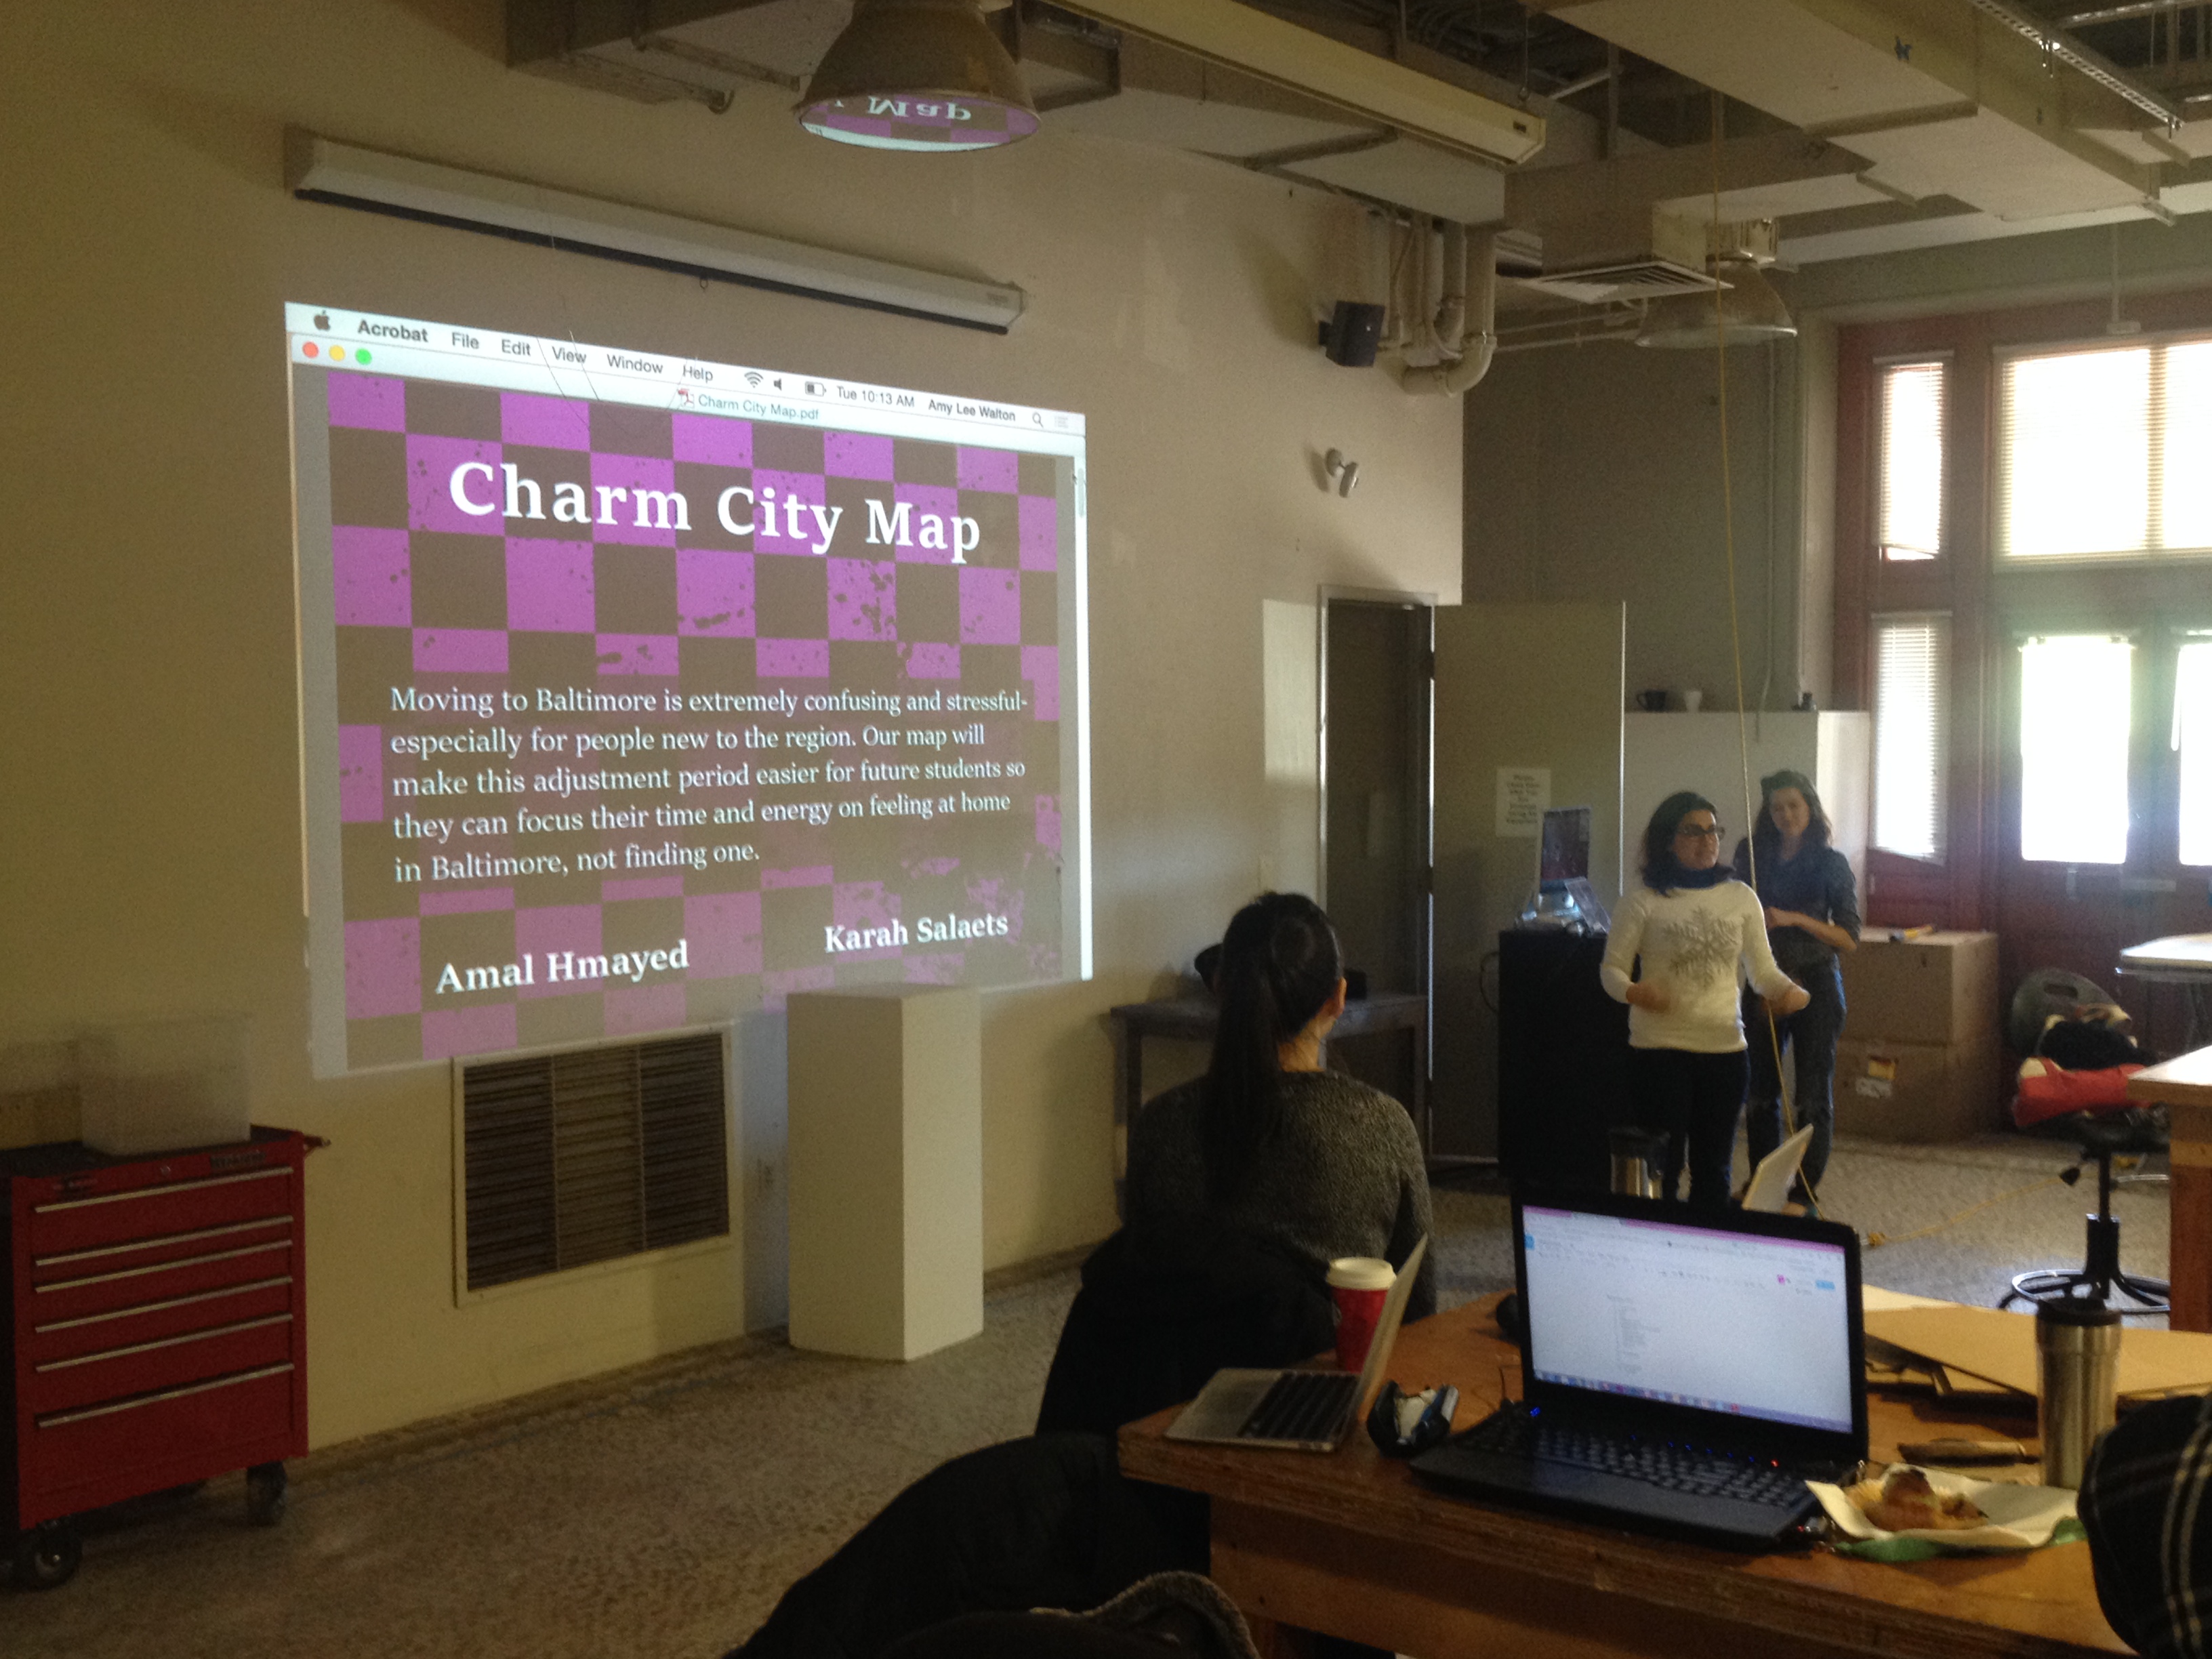 Map
Acrobat File Edit View Window Help Tue 10:13 AM Amy Lee Walton
Charm City Map.pdf
Charm City Map
Moving to Baltimore is extremely confusing and stressful-
especially for people new to the region. Our map will
make this adjustment period easier for future students so
they can focus their time and energy on feeling at home
in Baltimore, not finding one.
Amal Hmayed
Karah Salaets